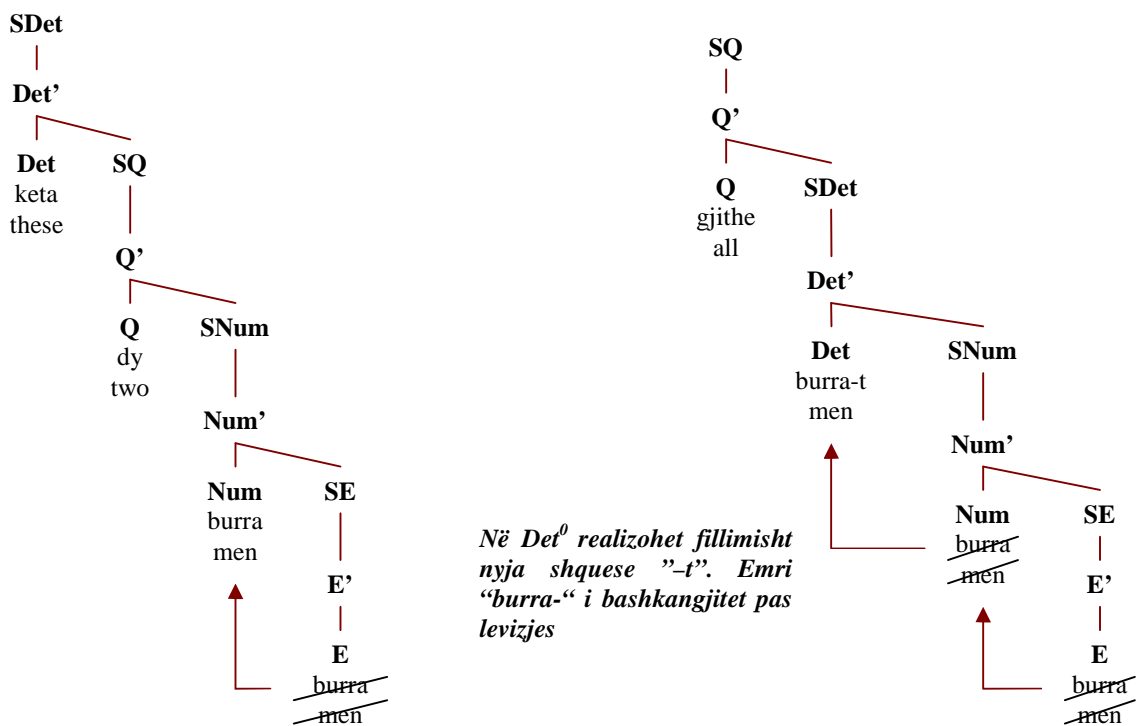 SDet
Det’
Det SQ
keta
these
Q’
Q SNum
dy
two
Num’
Num SE
burra
men
E’
E
burra
men
SQ
Q’
Q SDet
gjithe
all
Det’
Det SNum
burra-t
men
Num’
Num SE
burra
men
E’
E
burra
men
Në Det⁰ realizohet fillimisht
nyja shquese ”–t”. Emri
“burra-“ i bashkangjitet pas
levizjes